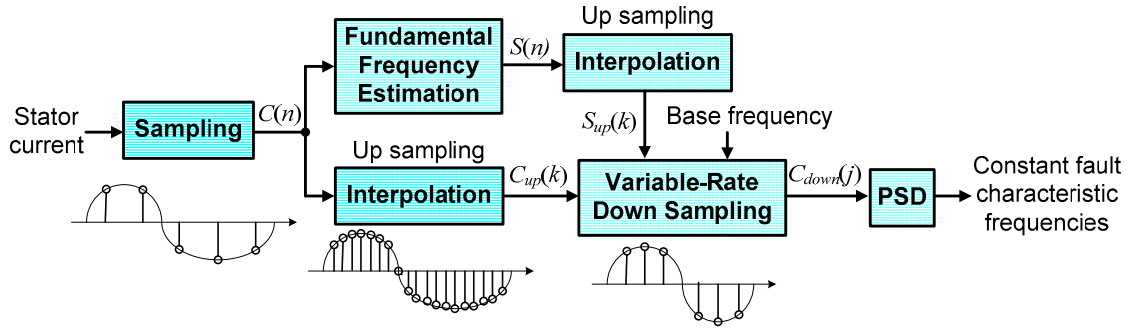 Stator
current
Sampling
C(n)
Fundamental
Frequency
Estimation
S(n)
Up sampling
Interpolation
Up sampling
Interpolation
C_up(k)
S_up(k)
Base frequency
Variable-Rate
Down Sampling
C_down(j)
PSD
Constant fault
characteristic
frequencies